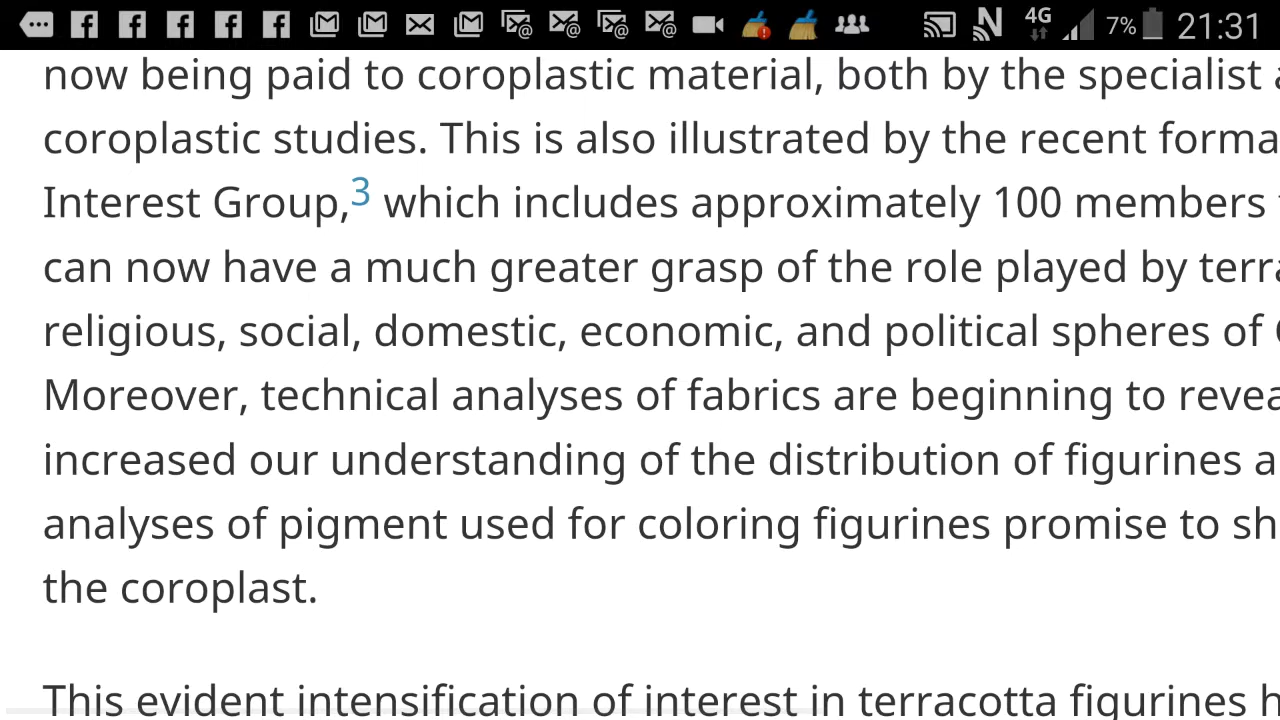 4G 7% 21:31
now being paid to coroplastic material, both by the specialist
coroplastic studies. This is also illustrated by the recent forma
Interest Group,3 which includes approximately 100 members
can now have a much greater grasp of the role played by terra
religious, social, domestic, economic, and political spheres of
Moreover, technical analyses of fabrics are beginning to revea
increased our understanding of the distribution of figurines a
analyses of pigment used for coloring figurines promise to sh
the coroplast.
This evident intensification of interest in terracotta figurines h